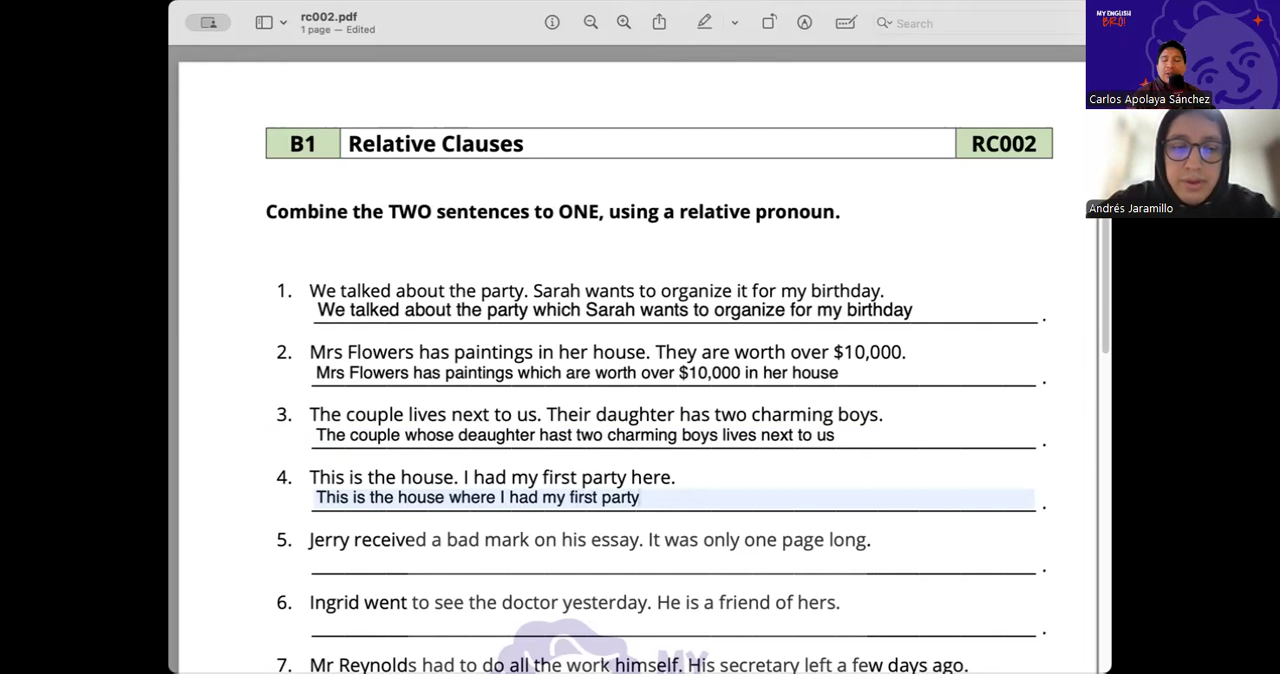 rc002.pdf
1 page — Edited
Search
MY ENGLISH
BRO!
Carlos Apolaya Sánchez
Andrés Jaramillo
B1 Relative Clauses RC002
Combine the TWO sentences to ONE, using a relative pronoun.
1. We talked about the party. Sarah wants to organize it for my birthday.
We talked about the party which Sarah wants to organize for my birthday .
2. Mrs Flowers has paintings in her house. They are worth over $10,000.
Mrs Flowers has paintings which are worth over $10,000 in her house .
3. The couple lives next to us. Their daughter has two charming boys.
The couple whose deaughter hast two charming boys lives next to us .
4. This is the house. I had my first party here.
This is the house where I had my first party .
5. Jerry received a bad mark on his essay. It was only one page long.
.
6. Ingrid went to see the doctor yesterday. He is a friend of hers.
.
MY
7. Mr Reynolds had to do all the work himself. His secretary left a few days ago.